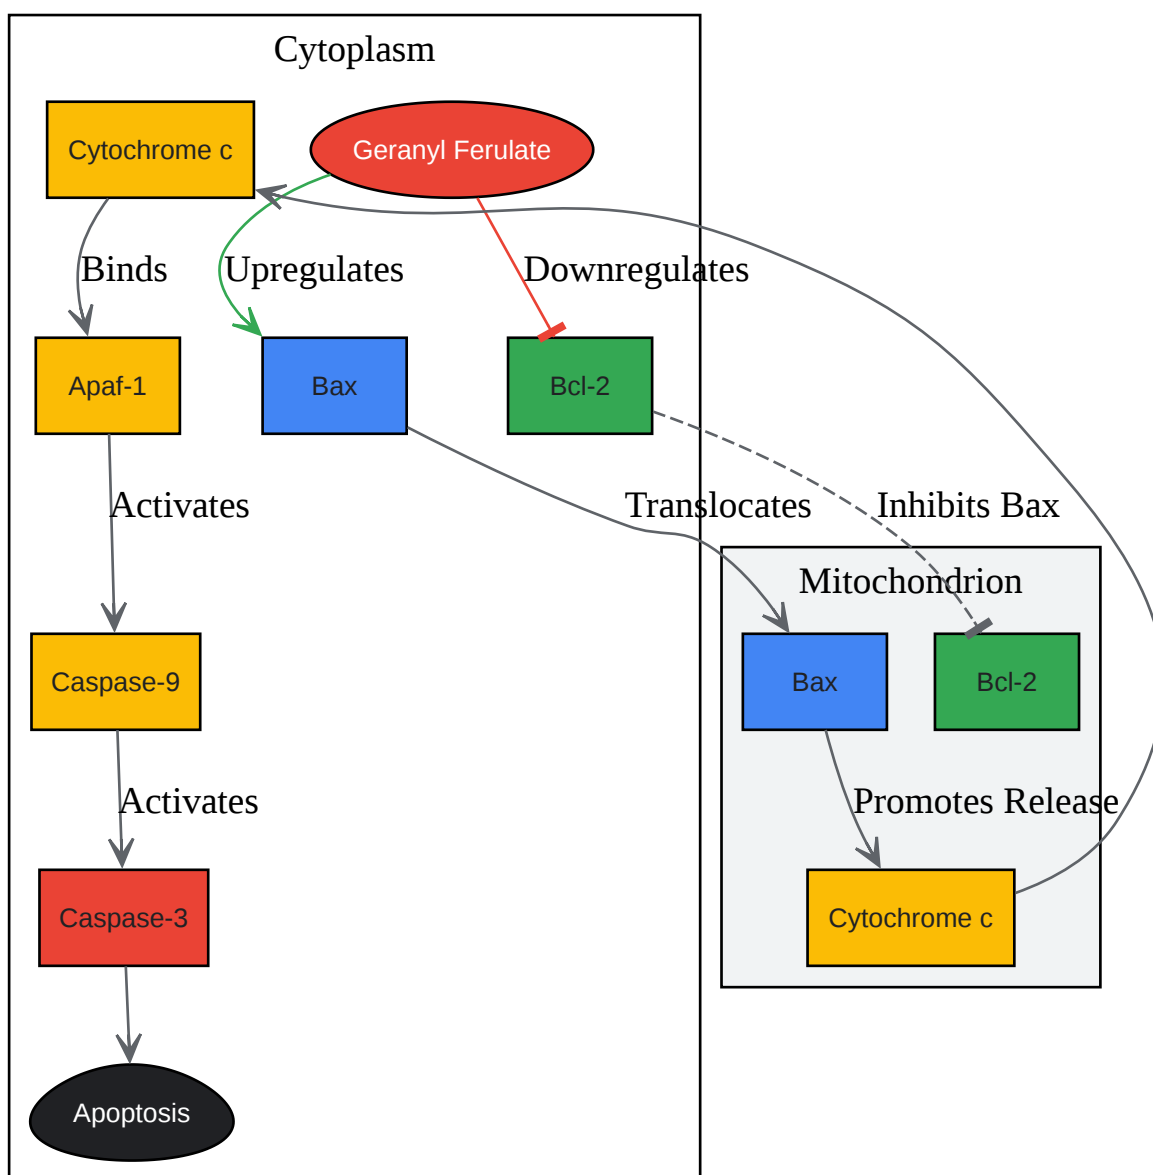 Cytoplasm
Cytochrome c
Geranyl Ferulate
Binds
Upregulates
Downregulates
Apaf-1
Bax
Bcl-2
Activates
Translocates
Inhibits Bax
Mitochondrion
Caspase-9
Bax
Bcl-2
Activates
Promotes Release
Caspase-3
Cytochrome c
Apoptosis